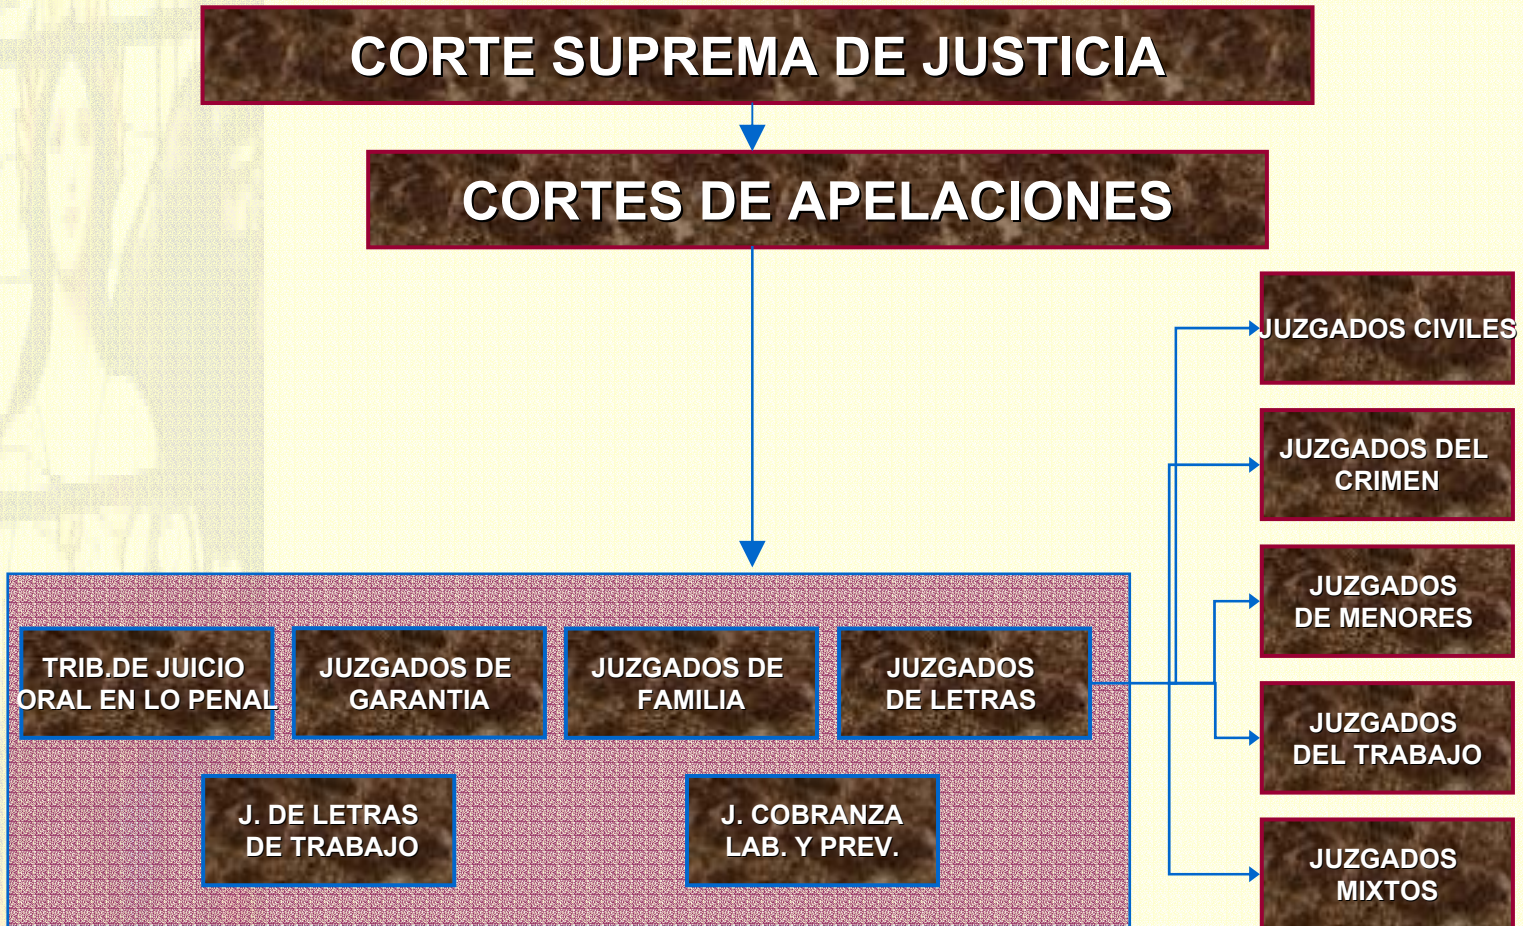 CORTE SUPREMA DE JUSTICIA
CORTES DE APELACIONES
JUZGADOS CIVILES
JUZGADOS DEL
CRIMEN
JUZGADOS
DE MENORES
JUZGADOS
DEL TRABAJO
JUZGADOS
MIXTOS
TRIB.DE JUICIO
ORAL EN LO PENAL
JUZGADOS DE
GARANTIA
JUZGADOS DE
FAMILIA
JUZGADOS
DE LETRAS
J. DE LETRAS
DE TRABAJO
J. COBRANZA
LAB. Y PREV.